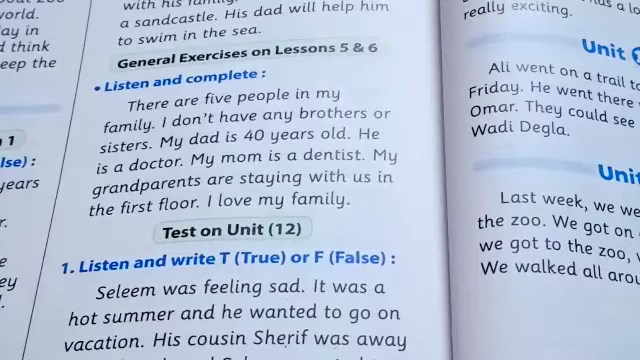 with his family
a sandcastle. His dad will help him
to swim in the sea.
General Exercises on Lessons 5 & 6
• Listen and complete :
There are five people in my
family. I don't have any brothers or
sisters. My dad is 40 years old. He
is a doctor. My mom is a dentist. My
grandparents are staying with us in
the first floor. I love my family.
Test on Unit (12)
1. Listen and write T (True) or F (False) :
Seleem was feeling sad. It was a
hot summer and he wanted to go on
vacation. His cousin Sherif was away
world.
ay in
think
eep the
1
lse) :
years
r.
e
ey
really exciting.
Unit
Ali went on a trail to
Friday. He went there
Omar. They could see
Wadi Degla.
Unit
Last week, we we
the zoo. We got on
we got to the zoo,
We walked all arou